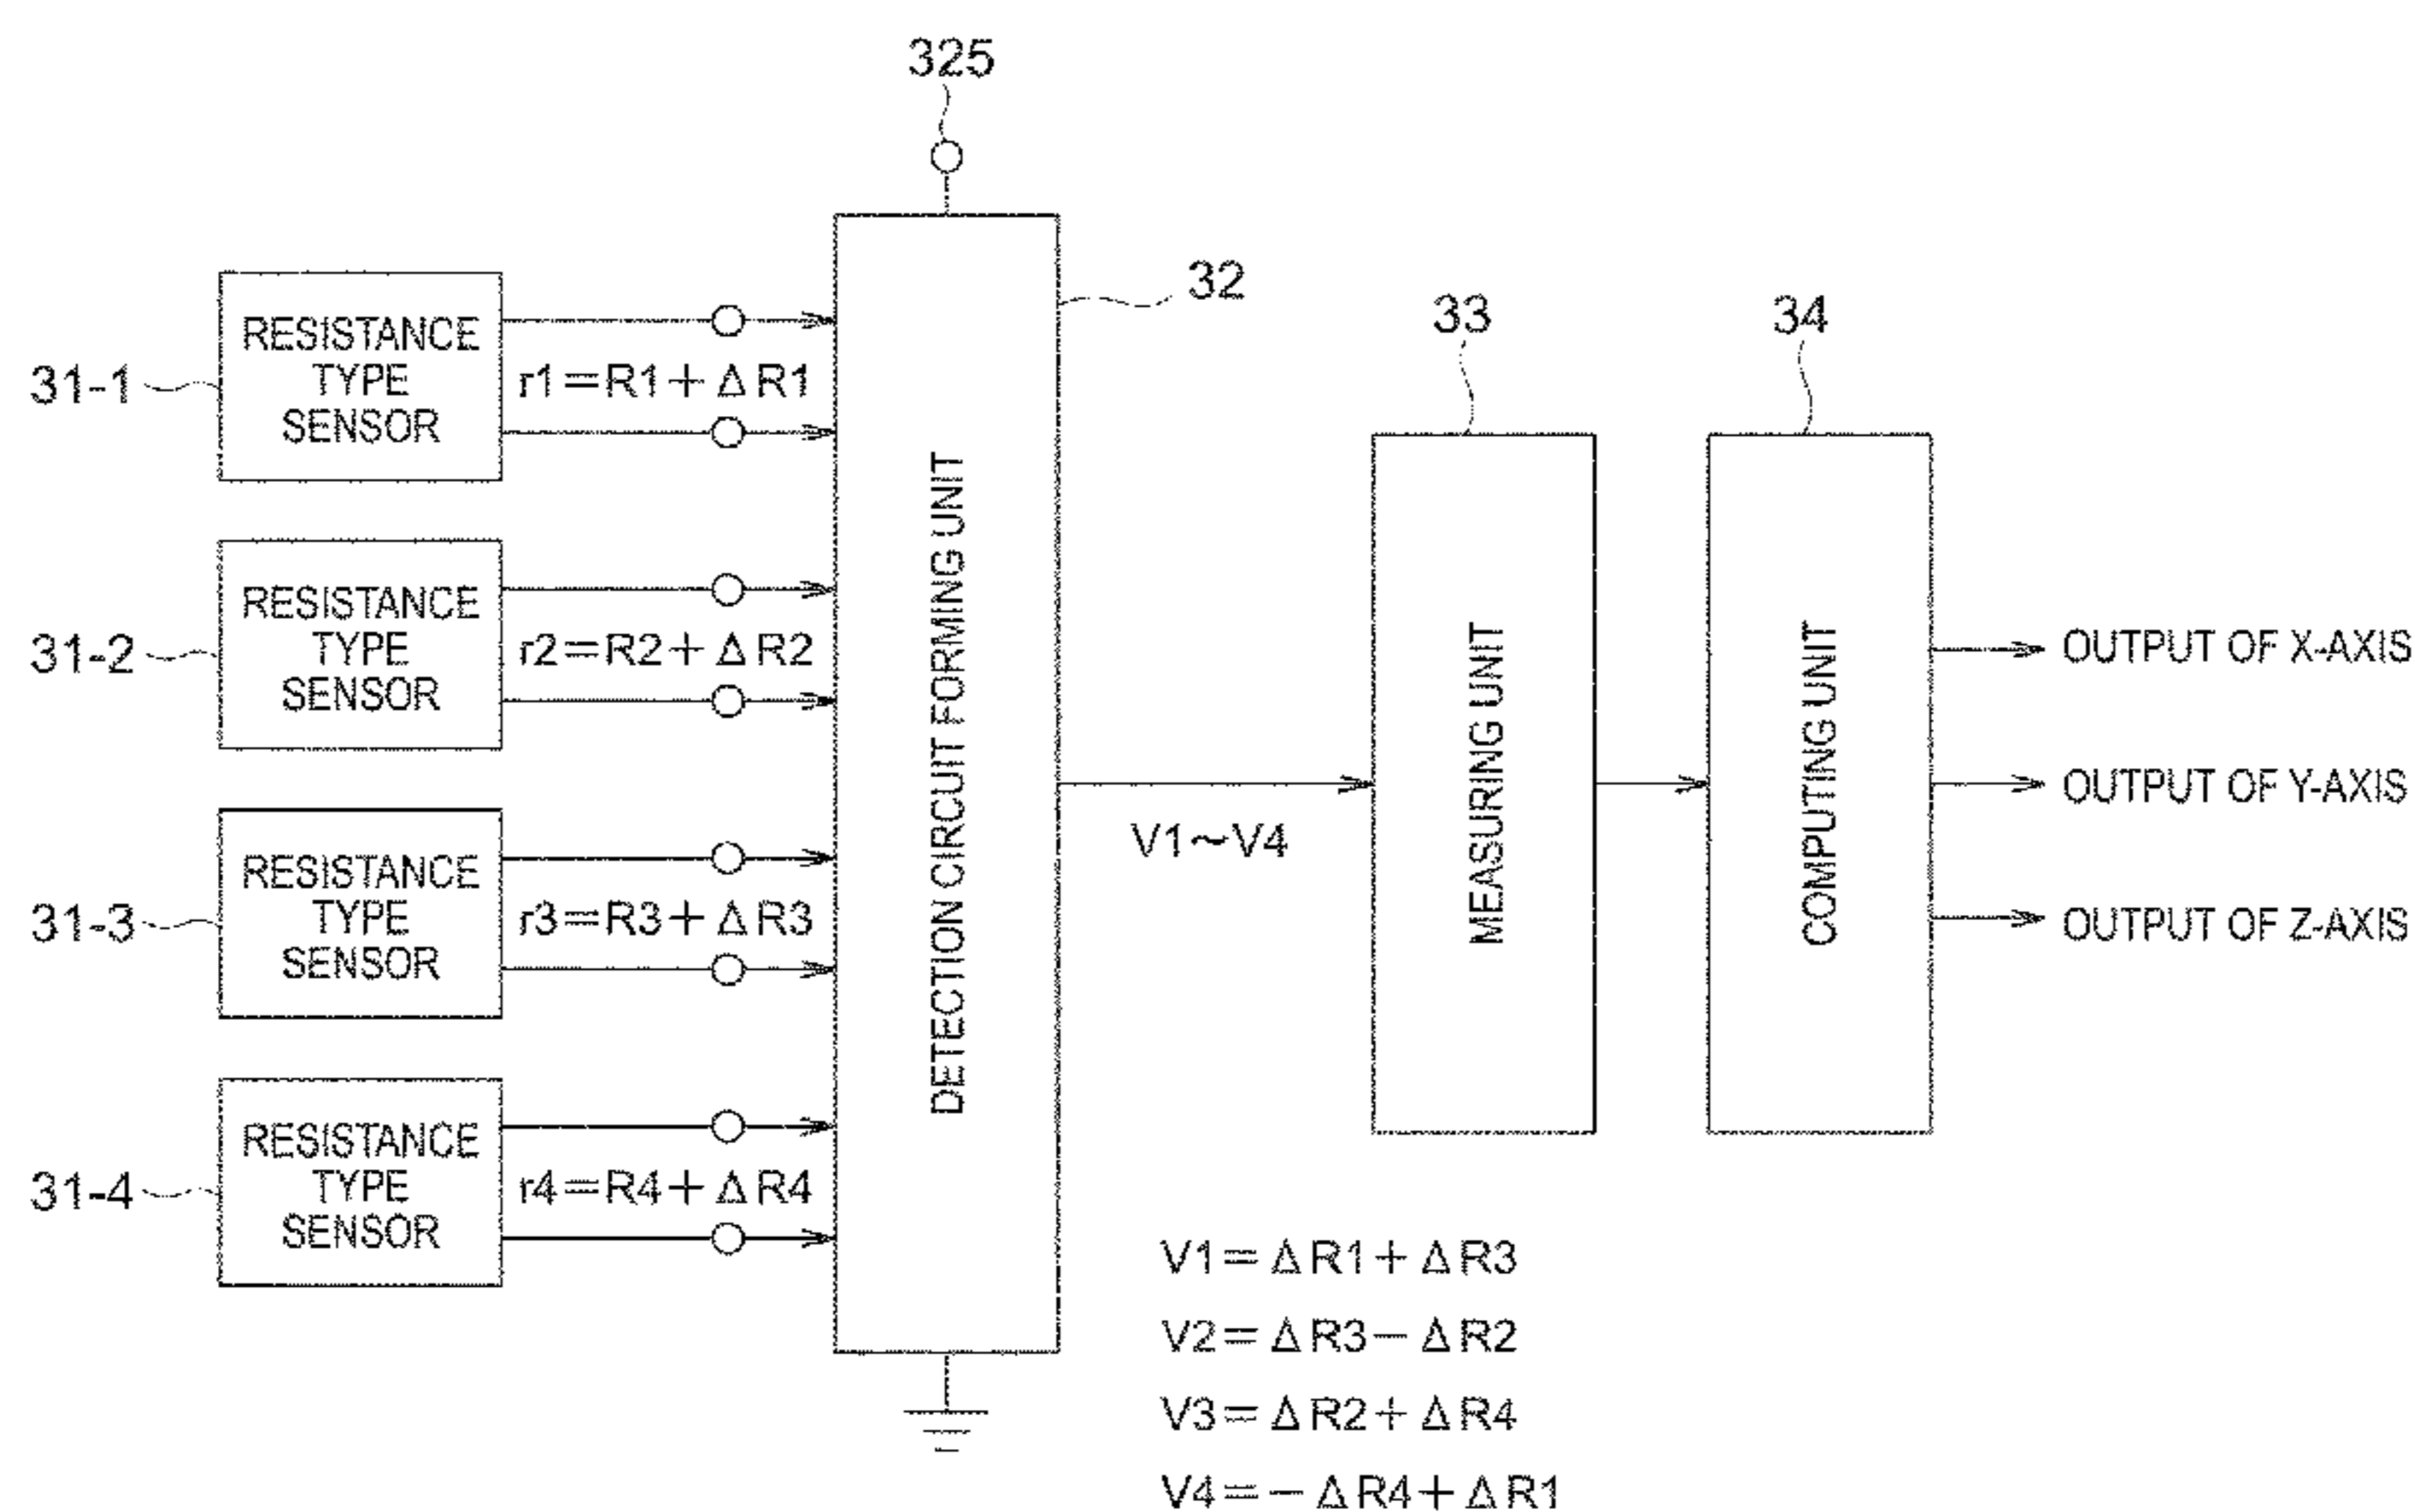 325
32
33
34
31-1
RESISTANCE
TYPE
SENSOR
r1=R1+ΔR1
31-2
RESISTANCE
TYPE
SENSOR
r2=R2+ΔR2
31-3
RESISTANCE
TYPE
SENSOR
r3=R3+ΔR3
31-4
RESISTANCE
TYPE
SENSOR
r4=R4+ΔR4
DETECTION CIRCUIT FORMING UNIT
V1~V4
MEASURING UNIT
COMPUTING UNIT
OUTPUT OF X-AXIS
OUTPUT OF Y-AXIS
OUTPUT OF Z-AXIS
V1=ΔR1+ΔR3
V2=ΔR3-ΔR2
V3=ΔR2+ΔR4
V4=-ΔR4+ΔR1